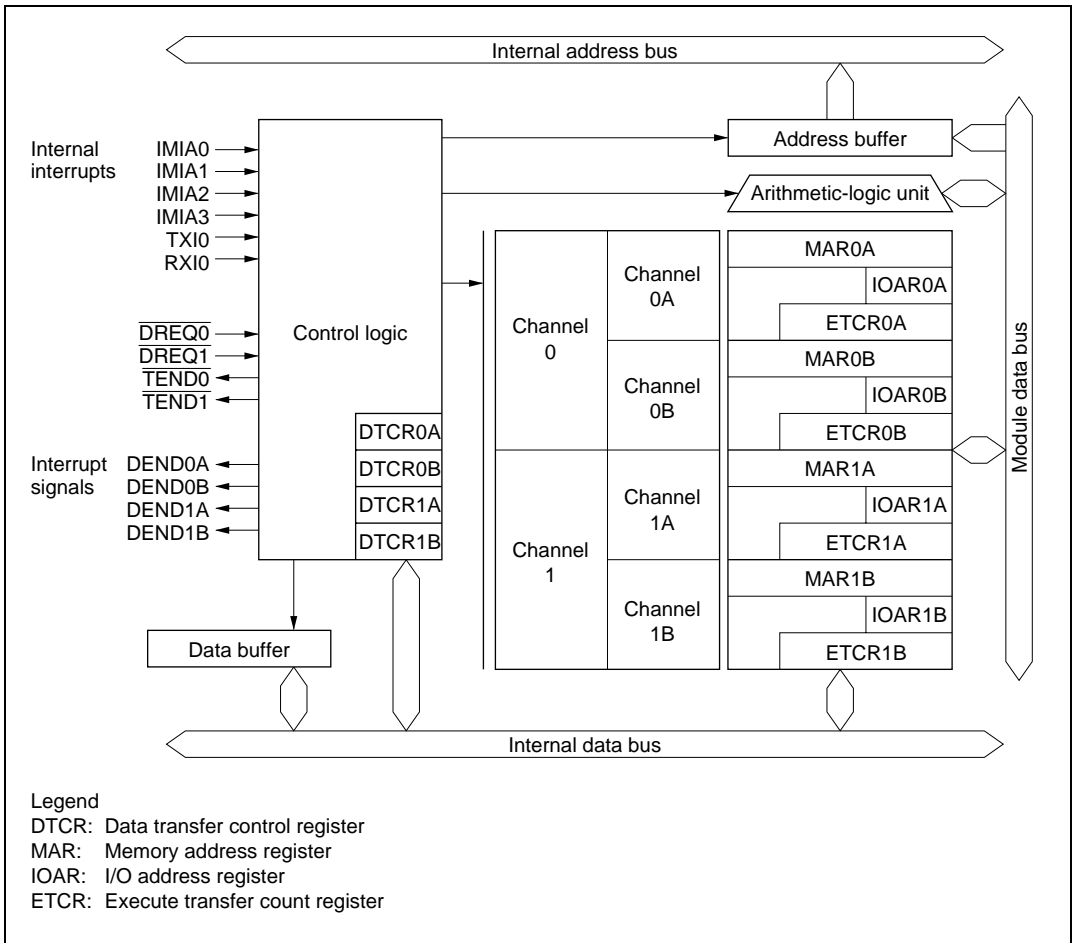 Internal address bus
Address buffer
Arithmetic-logic unit
Internal
interrupts
IMIA0
IMIA1
IMIA2
IMIA3
TXI0
RXI0
DREQ0
DREQ1
TEND0
TEND1
Interrupt
signals
DEND0A
DEND0B
DEND1A
DEND1B
Control logic
DTCR0A
DTCR0B
DTCR1A
DTCR1B
Data buffer
Channel
0
Channel
0A
Channel
0B
Channel
1
Channel
1A
Channel
1B
MAR0A
IOAR0A
ETCR0A
MAR0B
IOAR0B
ETCR0B
MAR1A
IOAR1A
ETCR1A
MAR1B
IOAR1B
ETCR1B
Module data bus
Internal data bus
Legend
DTCR: Data transfer control register
MAR: Memory address register
IOAR: I/O address register
ETCR: Execute transfer count register